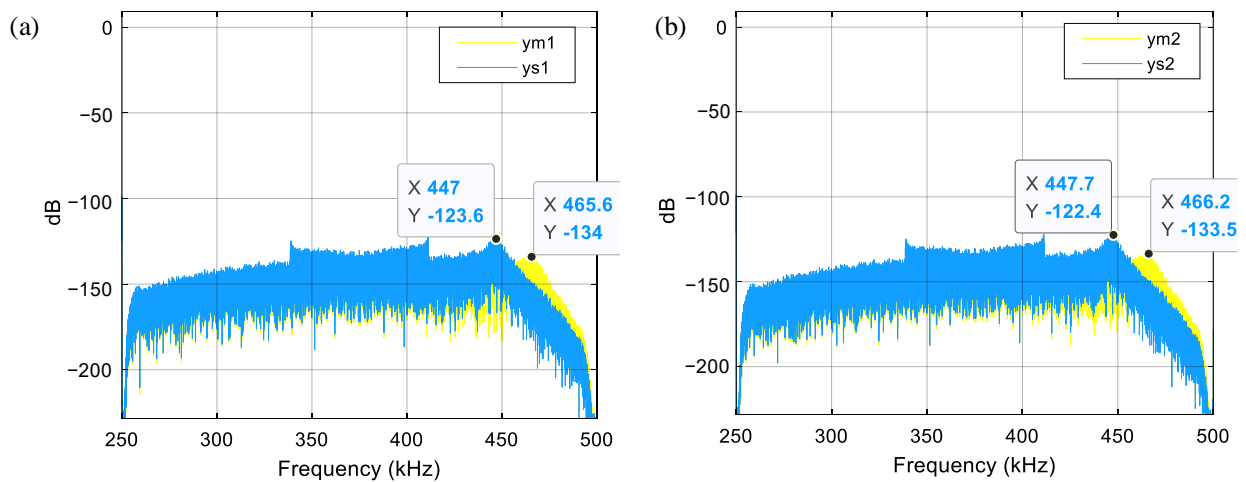 (a)
ym1
ys1
0
−50
−100
−150
−200
dB
X 447
Y -123.6
X 465.6
Y -134
250
300
350
400
450
500
Frequency (kHz)
(b)
ym2
ys2
0
−50
−100
−150
−200
dB
X 447.7
Y -122.4
X 466.2
Y -133.5
250
300
350
400
450
500
Frequency (kHz)